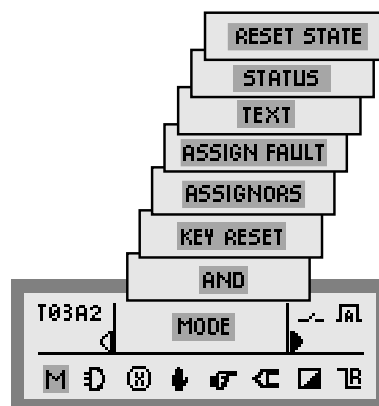 RESET STATE
STATUS
TEXT
ASSIGN FAULT
ASSIGNORS
KEY RESET
AND
T03A2
MODE
M